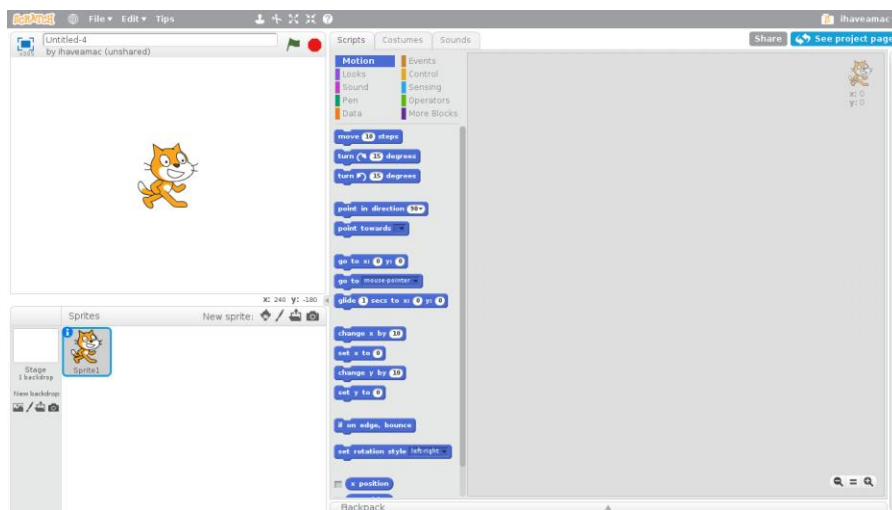 SCRATCH File Edit Tips
ihaveamac
Untitled-4
by ihaveamac (unshared)
Scripts Costumes Sounds
Share See project page
Motion Events
Looks Control
Sound Sensing
Pen Operators
Data More Blocks
x: 0
y: 0
move 10 steps
turn 15 degrees
turn 15 degrees
point in direction 90
point towards
go to x: 0 y: 0
go to mouse-pointer
glide 1 secs to x: 0 y: 0
change x by 10
set x to 0
change y by 10
set y to 0
if on edge, bounce
set rotation style left-right
x position
X: 240 y: -180
Sprites New sprite:
Stage
1 backdrop
New backdrop:
Sprite1
Backpack